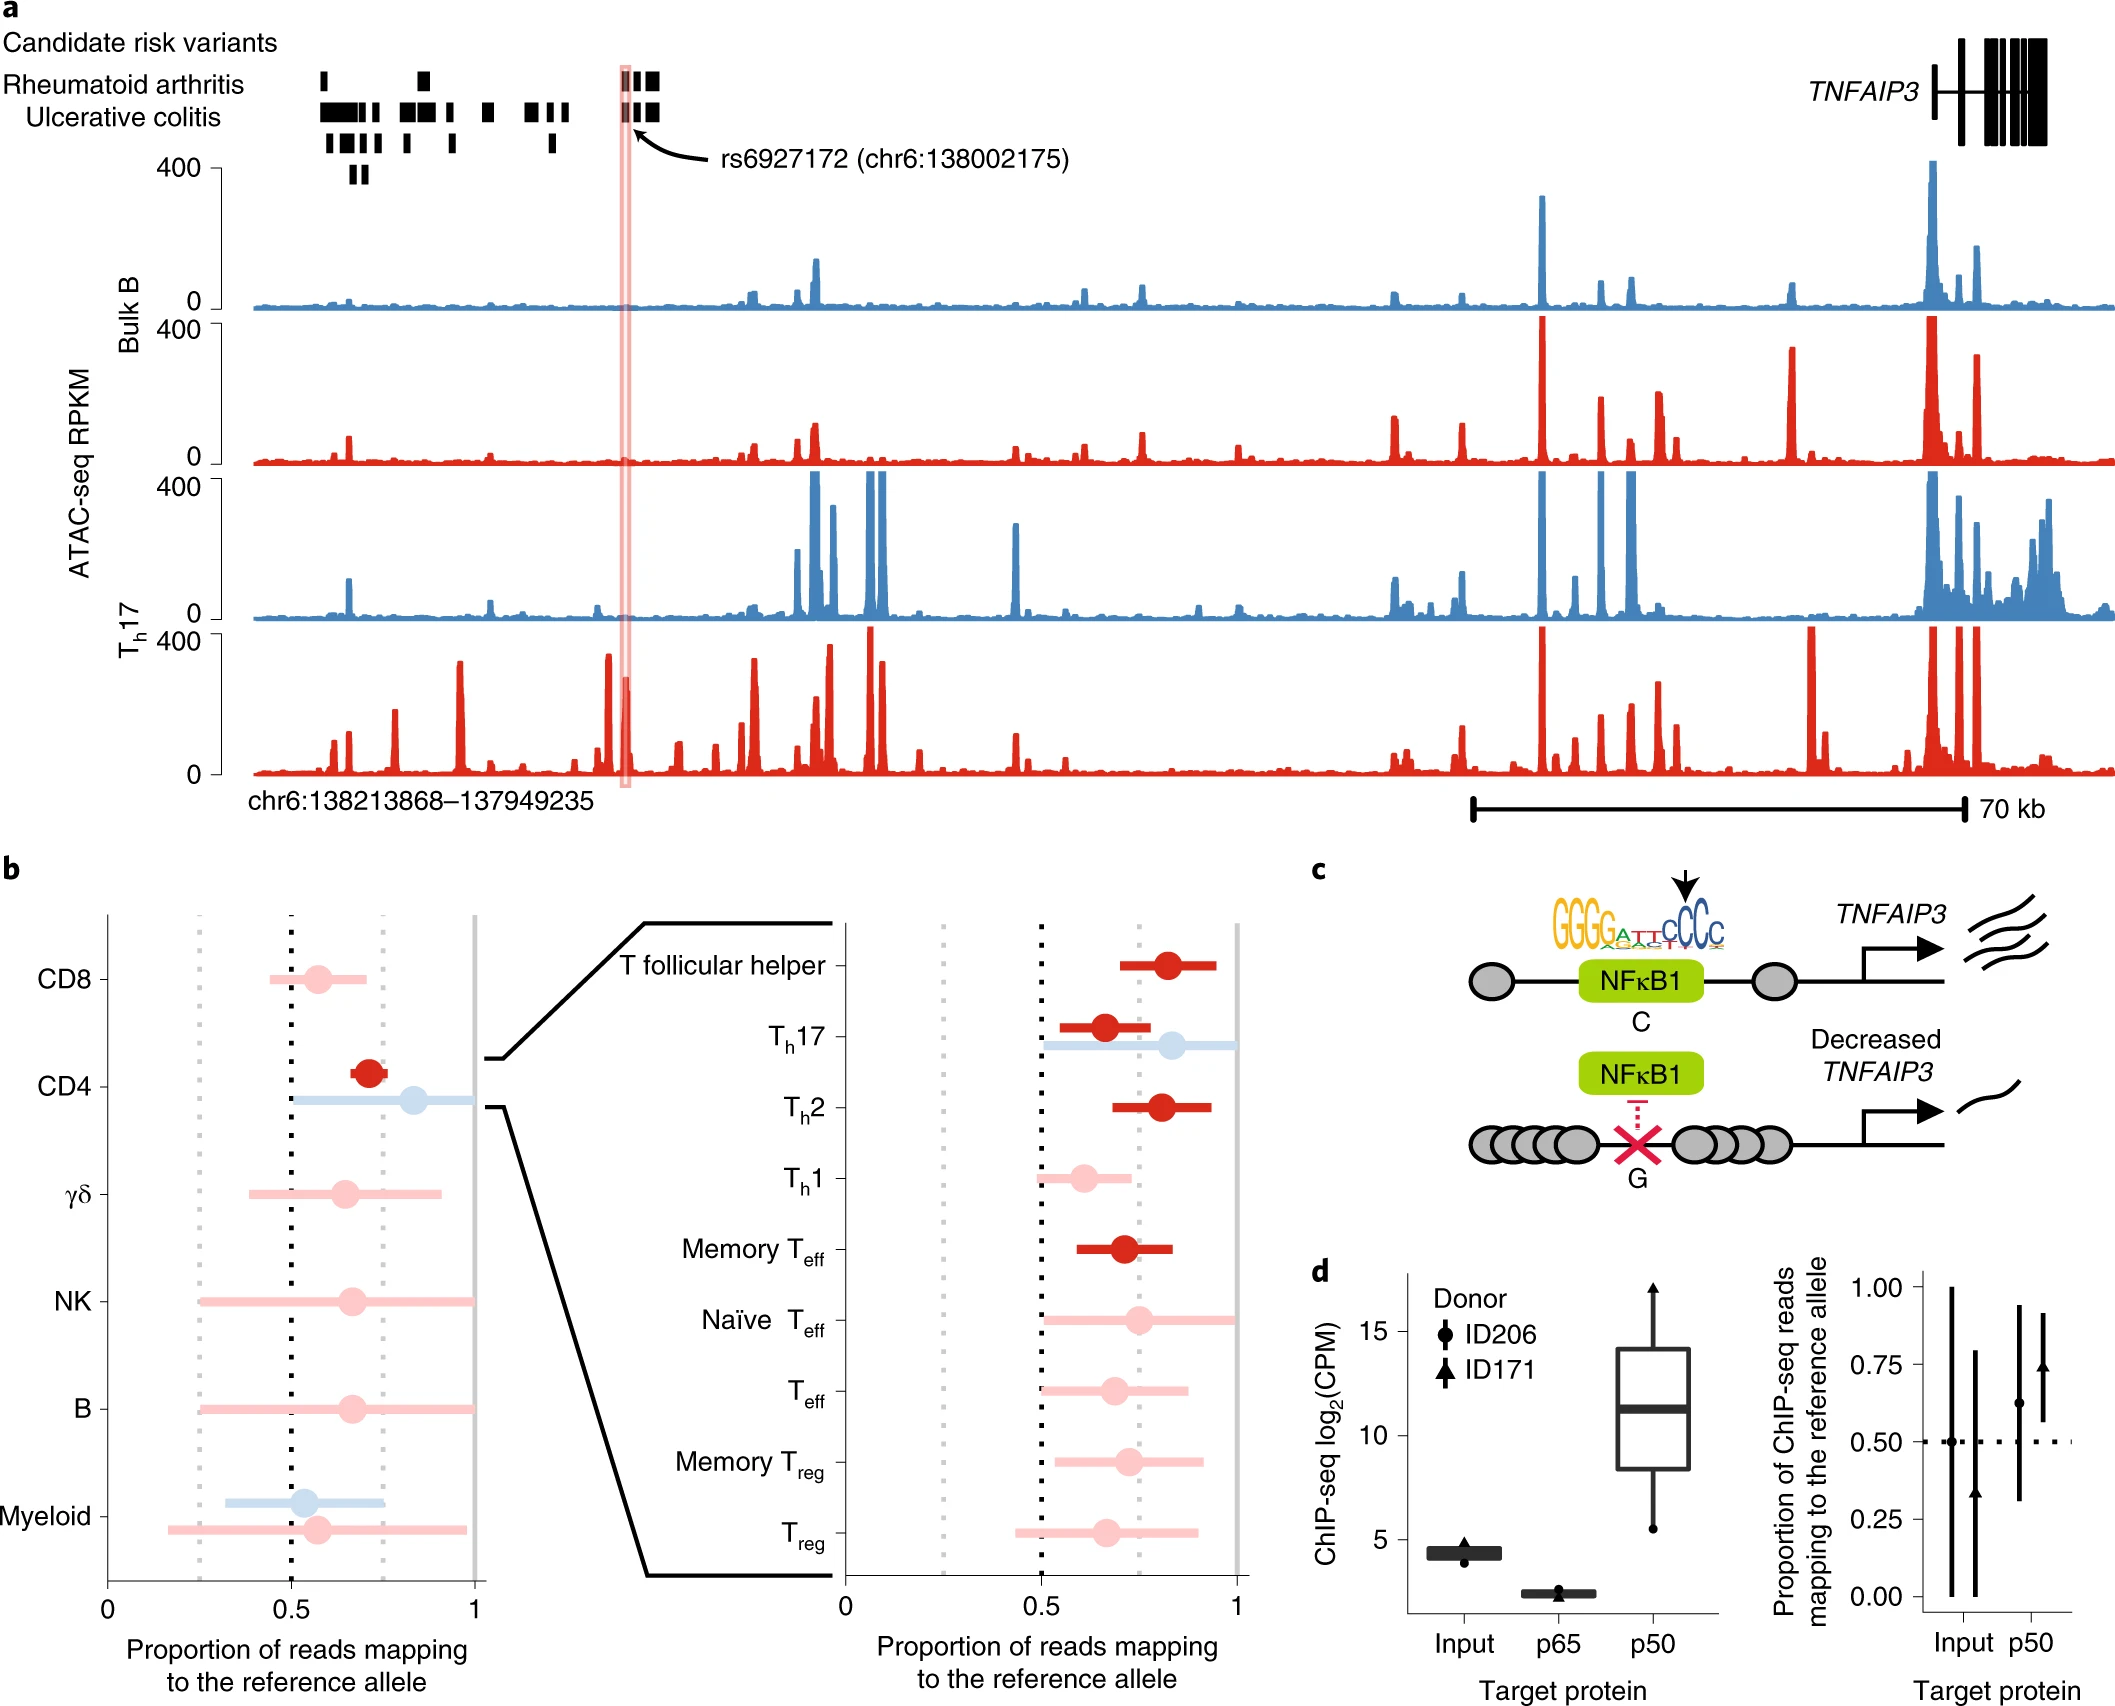 a
Candidate risk variants
Rheumatoid arthritis
Ulcerative colitis
TNFAIP3
rs6927172 (chr6:138002175)
ATAC-seq RPKM
Bulk B
400
0
400
0
Th17
400
0
400
0
chr6:138213868–137949235
70 kb
b
CD8
CD4
γδ
NK
B
Myeloid
0
0.5
1
Proportion of reads mapping
to the reference allele
T follicular helper
Th17
Th2
Th1
Memory Teff
Naïve Teff
Teff
Memory Treg
Treg
0
0.5
1
Proportion of reads mapping
to the reference allele
c
GGGGATTCCCC
TNFAIP3
NFκB1
C
Decreased
TNFAIP3
NFκB1
G
d
ChIP-seq log2(CPM)
15
10
5
Donor
ID206
ID171
Input
p65
p50
Target protein
Proportion of ChIP-seq reads
mapping to the reference allele
1.00
0.75
0.50
0.25
0.00
Input
p50
Target protein